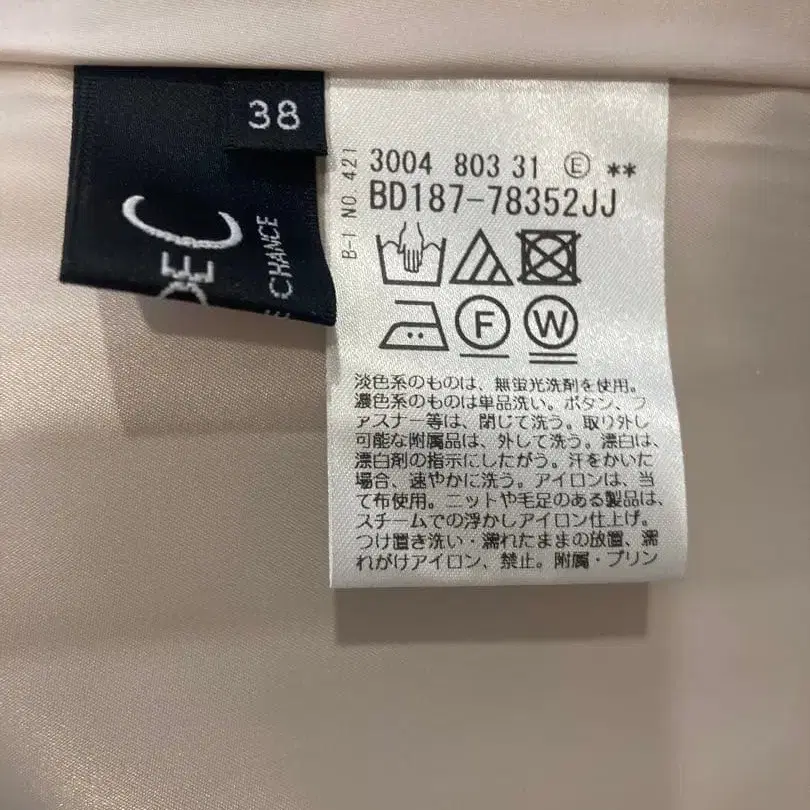 38
CHANCE
B-1 NO. 421
3004 803 31 Ⓔ **
BD187-78352JJ
F
W
淡色系のものは、無蛍光洗剤を使用。
濃色系のものは単品洗い。ボタン、フ
ァスナー等は、閉じて洗う。取り外し
可能な附属品は、外して洗う。漂白は、
漂白剤の指示にしたがう。汗をかいた
場合、速やかに洗う。アイロンは、当
て布使用。ニットや毛足のある製品は、
スチームでの浮かしアイロン仕上げ。
つけ置き洗い・濡れたままの放置、濡
れがけアイロン、禁止。附属・プリン